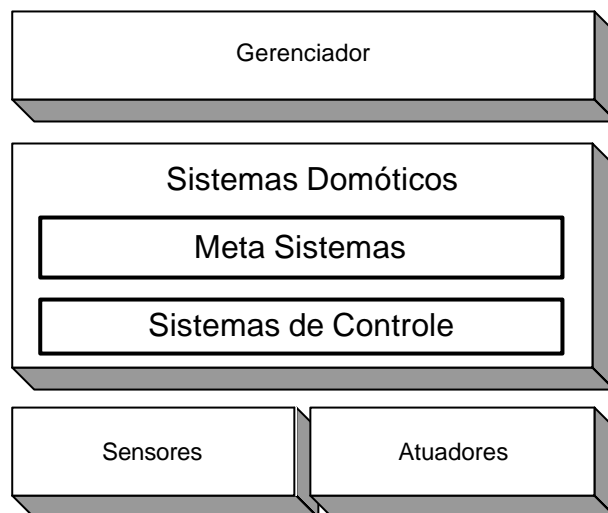 Gerenciador
Sistemas Domóticos
Meta Sistemas
Sistemas de Controle
Sensores
Atuadores